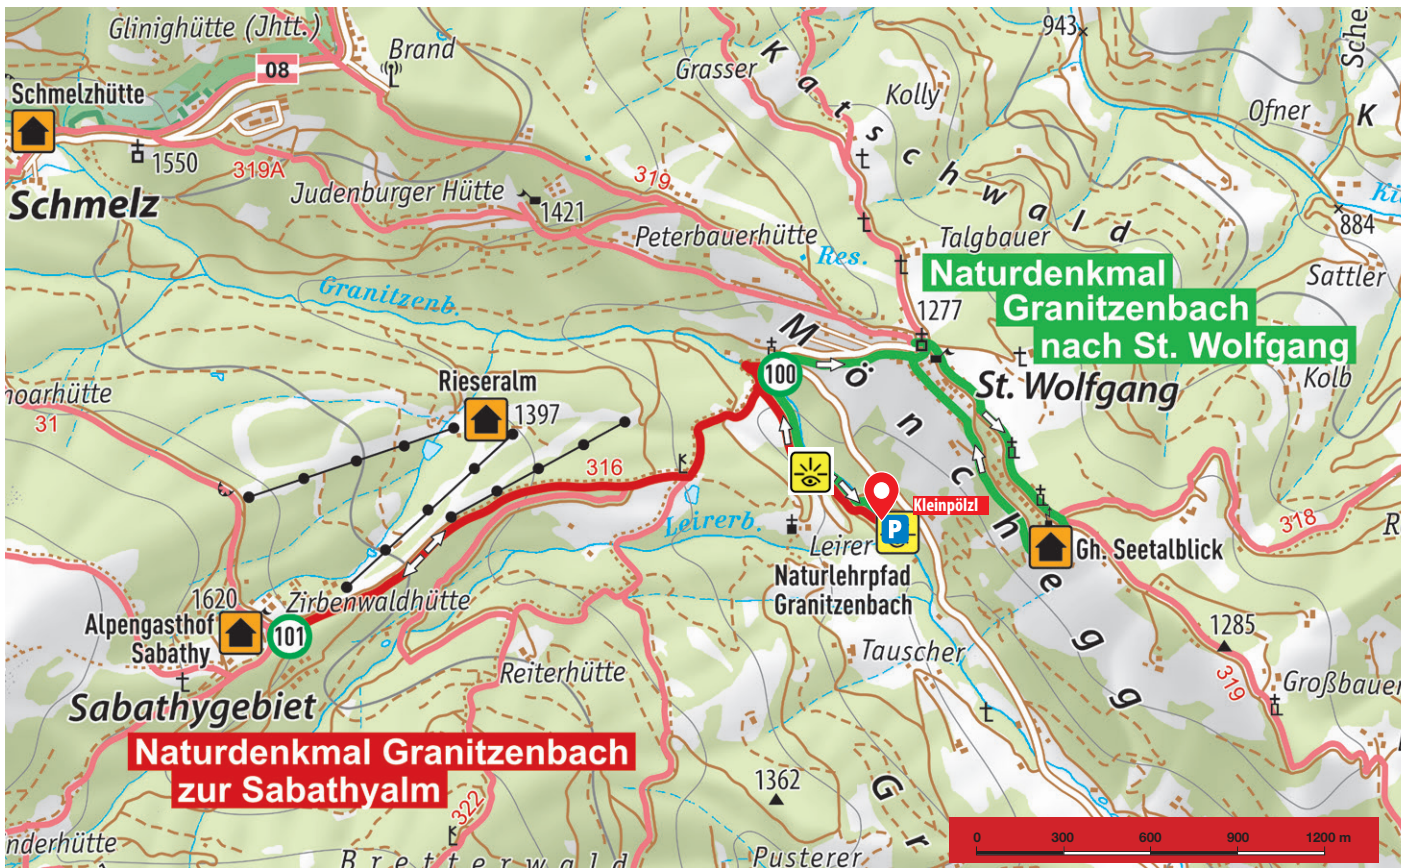 Glinighütte (Jhtt.)
Brand
08
Schmelzhütte
1550
319A
Schmelz
Judenburger Hütte
1421
319
Grasser
Kolly
943
Ofner
K
Katschwald
884
Sattler
Peterbauerhütte
Res.
Talgbauer
Granitzenb.
1277
Naturdenkmal
Granitzenbach
nach St. Wolfgang
St. Wolfgang
Kolb
Möncheegg
100
31
Rieseralm
1397
316
Leirerb.
Kleinpölzl
P
Leirer
Naturlehrpfad
Granitzenbach
Gh. Seetalblick
318
1620
Zirbenwaldhütte
Alpengasthof
Sabathy
101
Sabathygebiet
Reiterhütte
Tauscher
1285
319
Großbauer
Naturdenkmal Granitzenbach
zur Sabathyalm
322
1362
Gr
Bretterwald
Pusterer
0 300 600 900 1200 m